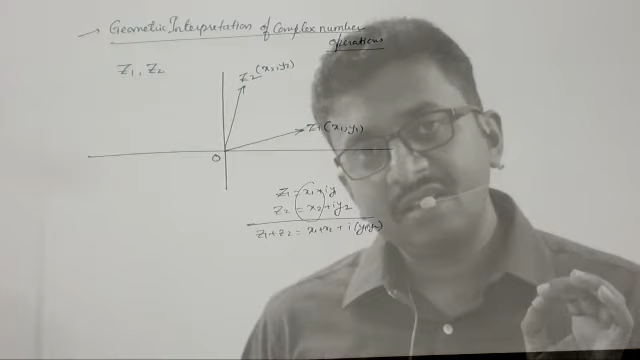 → Geometric Interpretation of Complex number
operations
Z1, Z2
Z2 (x2, y2)
Z1 (x1, y1)
O
Z1 = x1 + iy
Z2 = x2 + iy2
Z1 + Z2 = x1 + x2 + i(y1+y2)